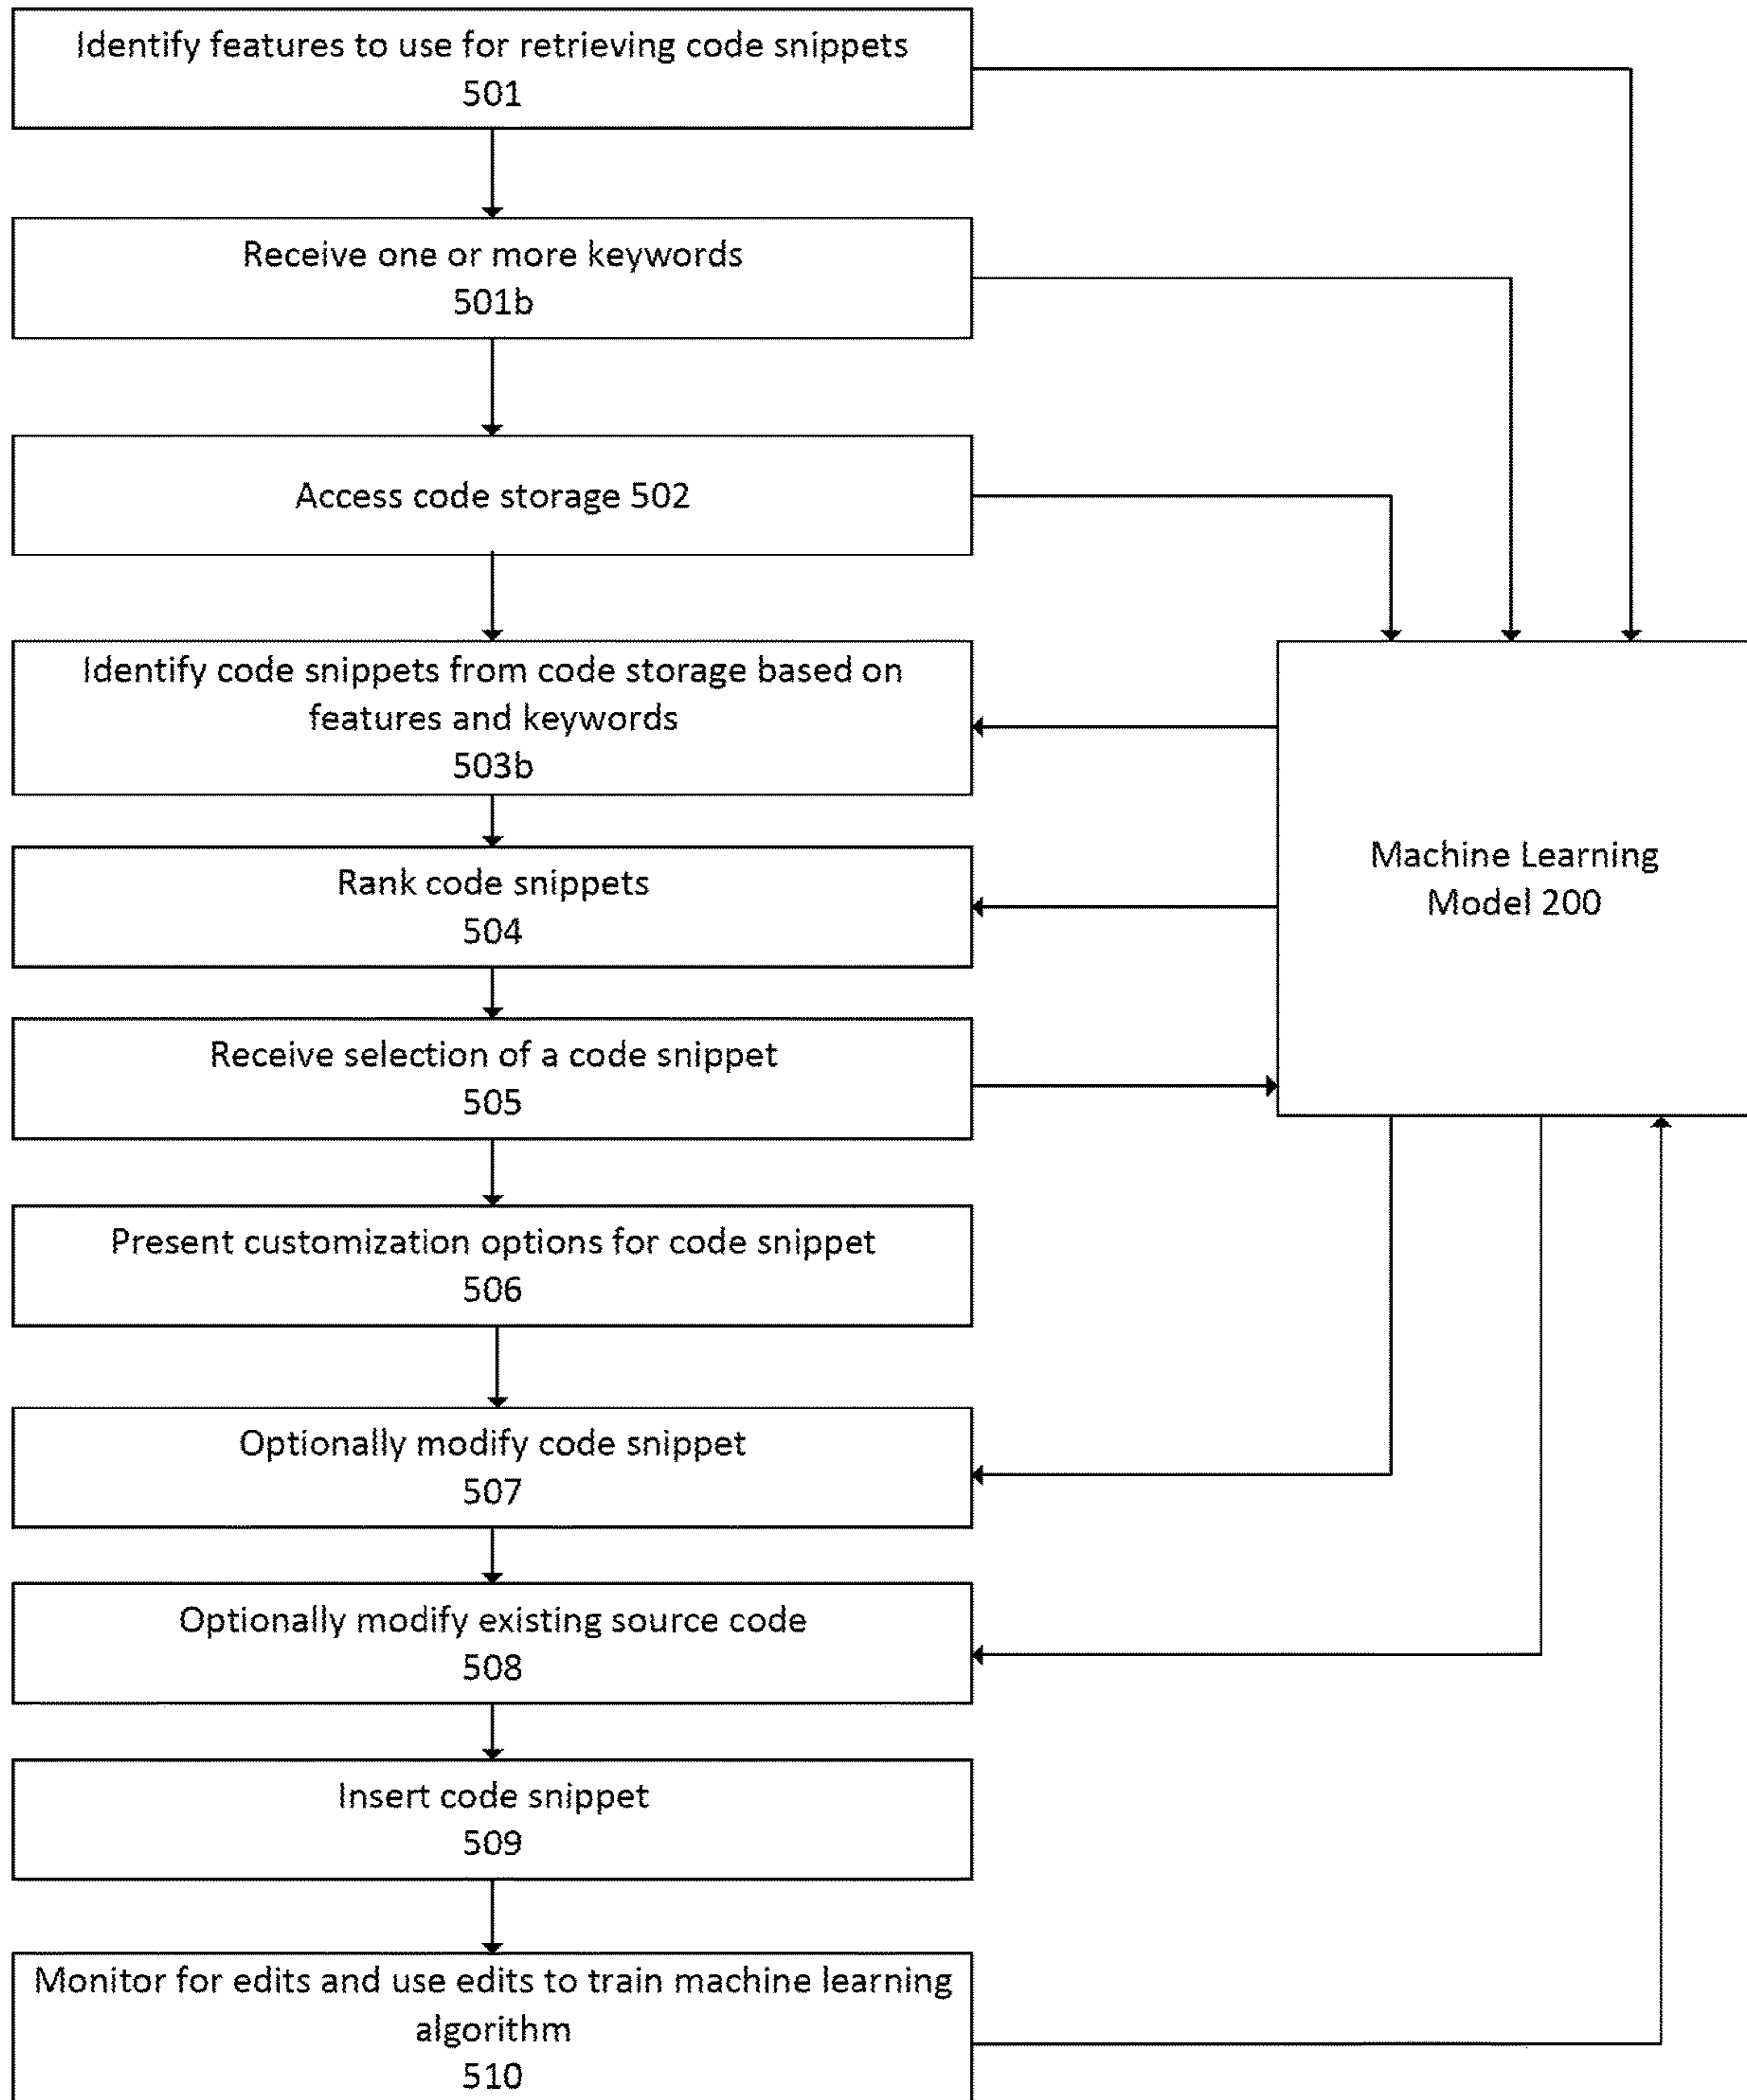 Identify features to use for retrieving code snippets
501
Receive one or more keywords
501b
Access code storage 502
Identify code snippets from code storage based on
features and keywords
503b
Rank code snippets
504
Machine Learning
Model 200
Receive selection of a code snippet
505
Present customization options for code snippet
506
Optionally modify code snippet
507
Optionally modify existing source code
508
Insert code snippet
509
Monitor for edits and use edits to train machine learning
algorithm
510